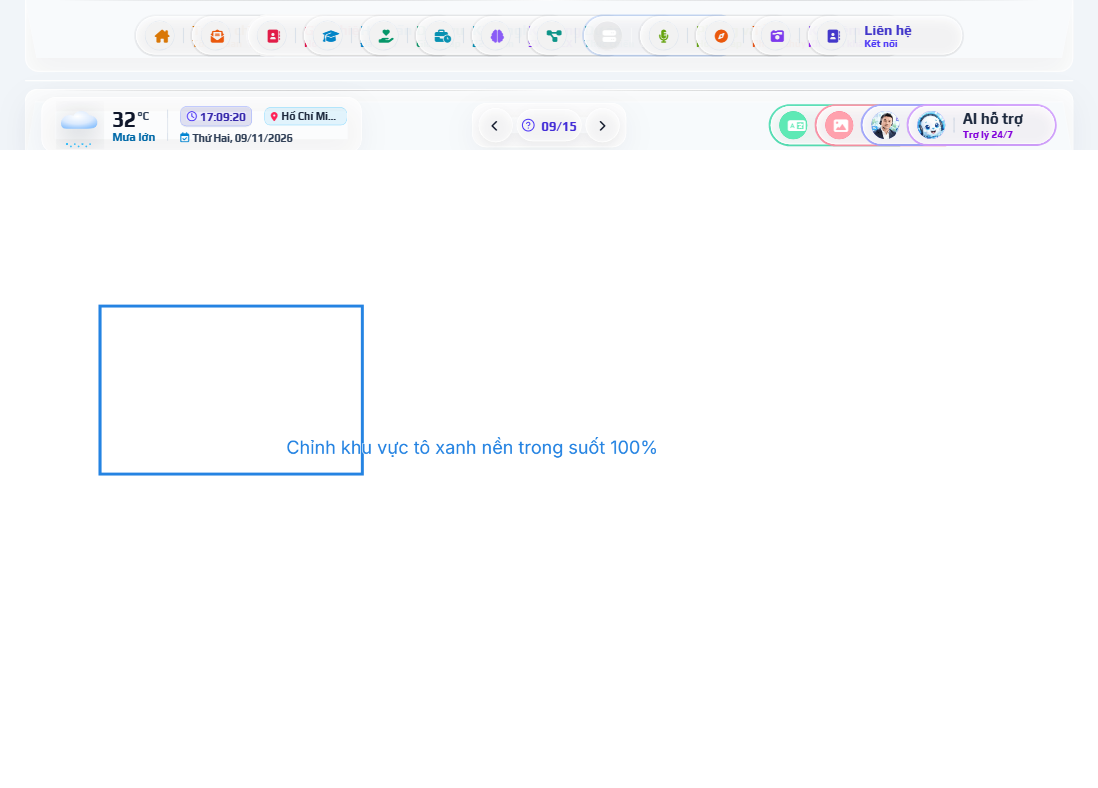 Liên hệ
Kết nối
32°C
Mưa lớn
17:09:20
Hồ Chí Mi...
Thứ Hai, 09/11/2026
09/15
AI hỗ trợ
Trợ lý 24/7
Chỉnh khu vực tô xanh nền trong suốt 100%